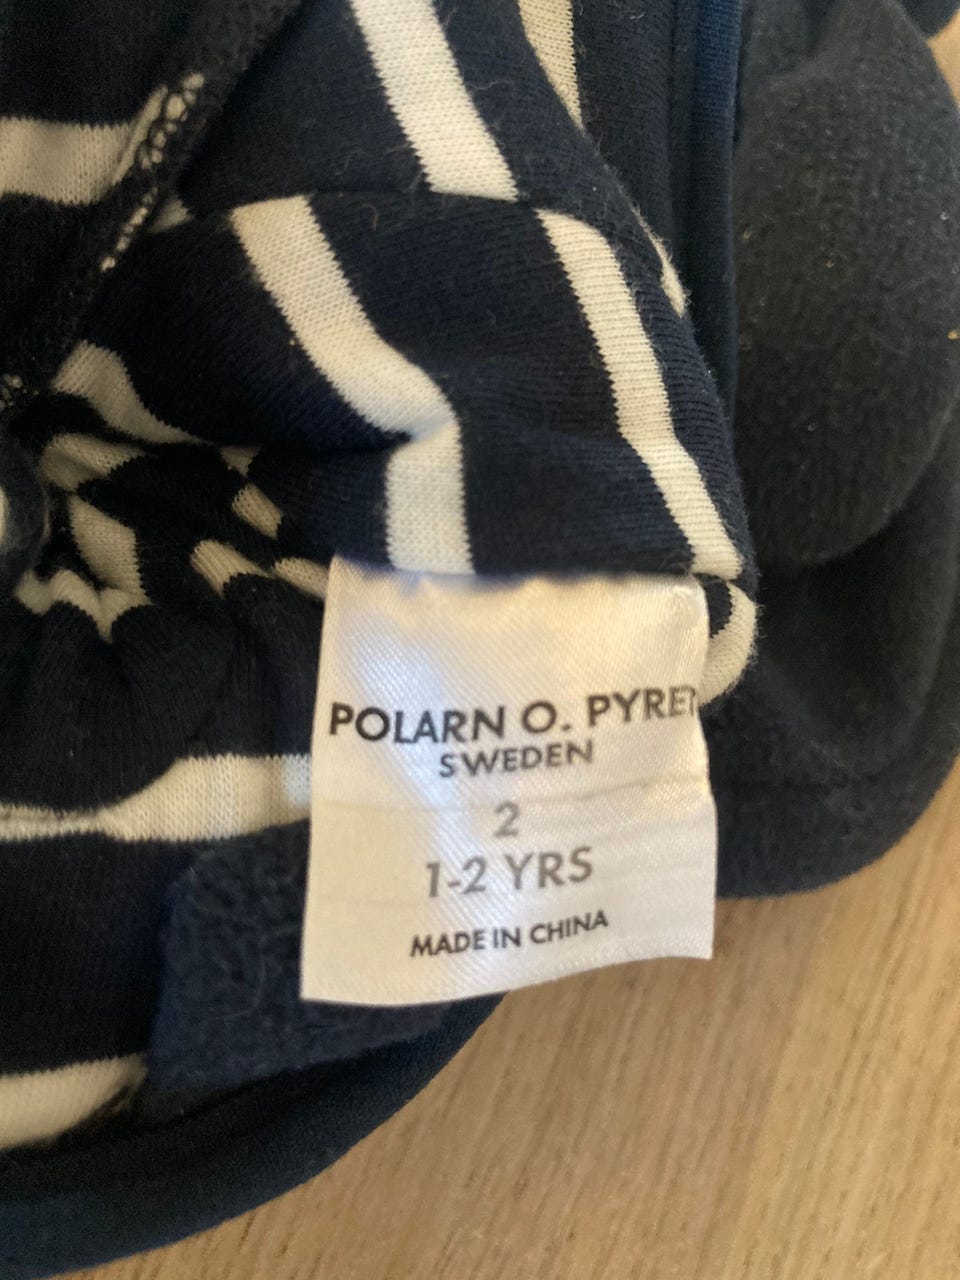 POLARN O. PYRET
SWEDEN
2
1-2 YRS
MADE IN CHINA